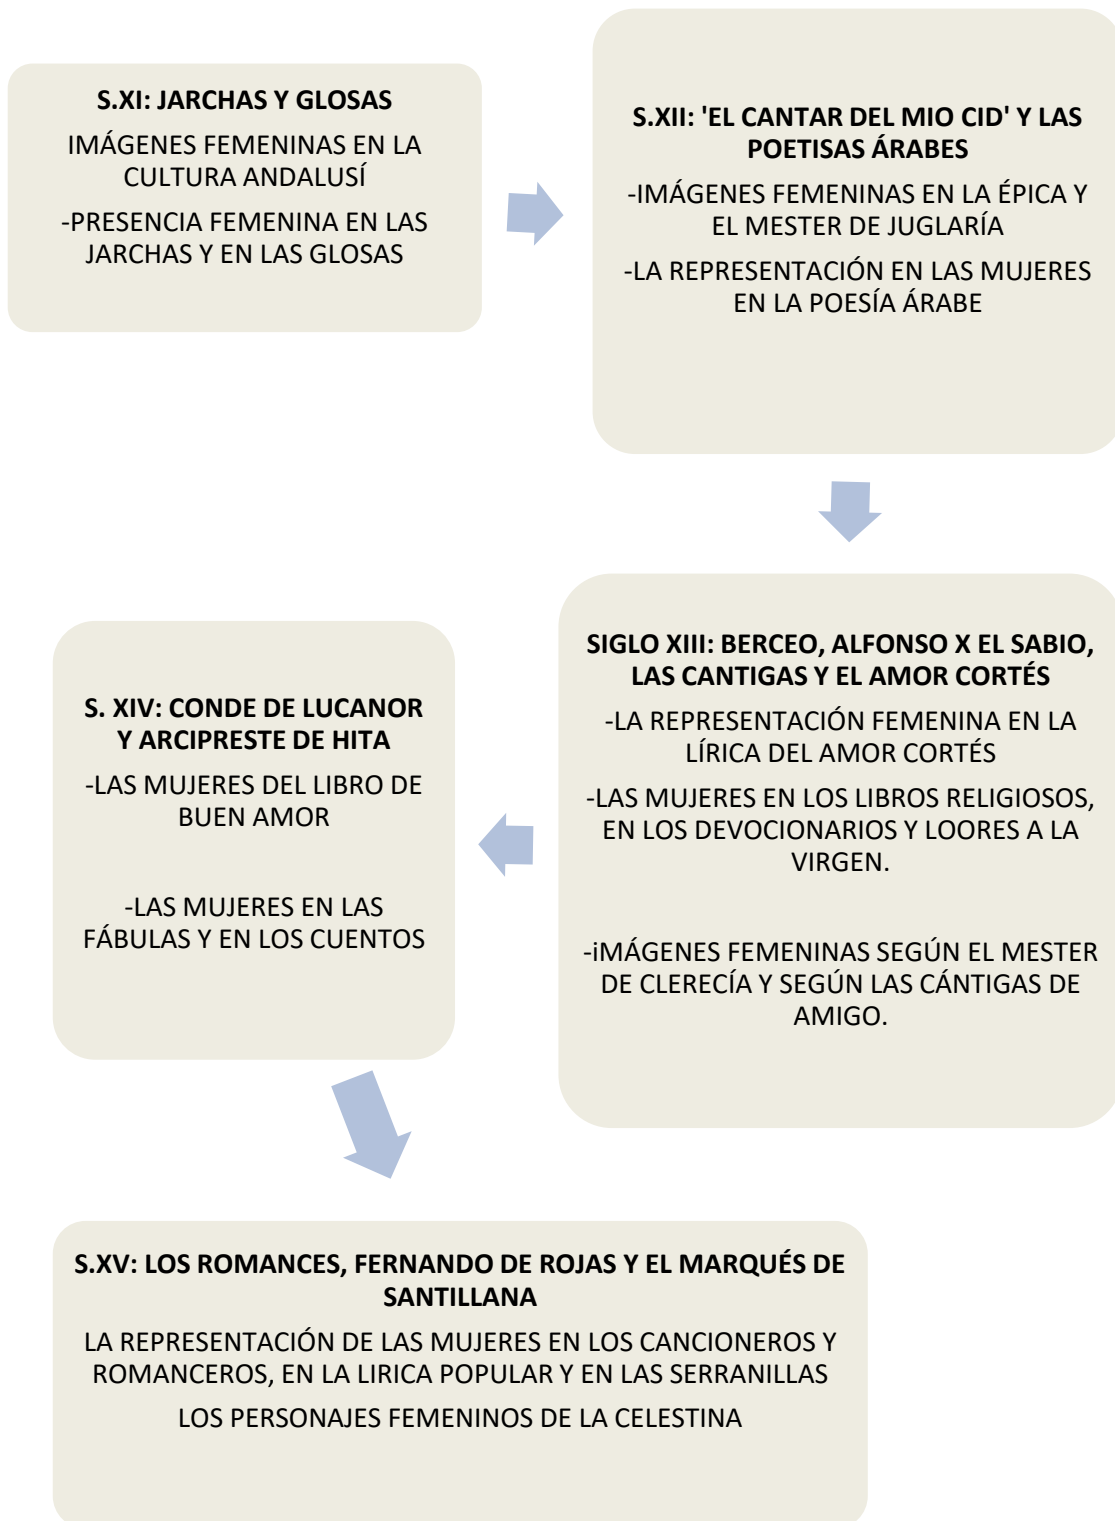 S.XI: JARCHAS Y GLOSAS
IMÁGENES FEMENINAS EN LA
CULTURA ANDALUSÍ
-PRESENCIA FEMENINA EN LAS
JARCHAS Y EN LAS GLOSAS
S.XII: 'EL CANTAR DEL MIO CID' Y LAS
POETISAS ÁRABES
-IMÁGENES FEMENINAS EN LA ÉPICA Y
EL MESTER DE JUGLARÍA
-LA REPRESENTACIÓN EN LAS MUJERES
EN LA POESÍA ÁRABE
SIGLO XIII: BERCEO, ALFONSO X EL SABIO,
LAS CANTIGAS Y EL AMOR CORTÉS
-LA REPRESENTACIÓN FEMENINA EN LA
LÍRICA DEL AMOR CORTÉS
-LAS MUJERES EN LOS LIBROS RELIGIOSOS,
EN LOS DEVOCIONARIOS Y LOORES A LA
VIRGEN.
-iMÁGENES FEMENINAS SEGÚN EL MESTER
DE CLERECÍA Y SEGÚN LAS CÁNTIGAS DE
AMIGO.
S. XIV: CONDE DE LUCANOR
Y ARCIPRESTE DE HITA
-LAS MUJERES DEL LIBRO DE
BUEN AMOR
-LAS MUJERES EN LAS
FÁBULAS Y EN LOS CUENTOS
S.XV: LOS ROMANCES, FERNANDO DE ROJAS Y EL MARQUÉS DE
SANTILLANA
LA REPRESENTACIÓN DE LAS MUJERES EN LOS CANCIONEROS Y
ROMANCEROS, EN LA LIRICA POPULAR Y EN LAS SERRANILLAS
LOS PERSONAJES FEMENINOS DE LA CELESTINA